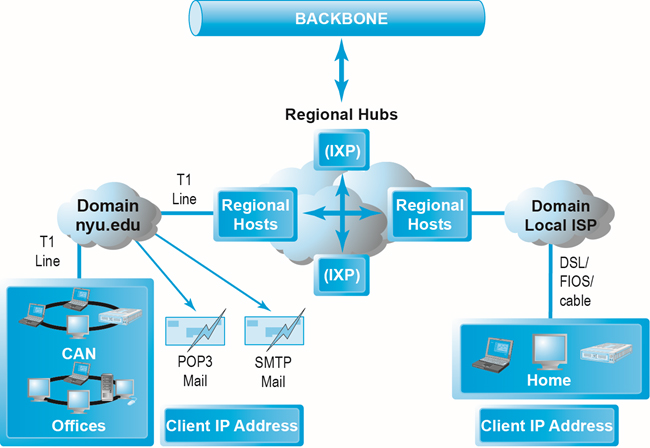 BACKBONE
Regional Hubs
(IXP)
T1
Line
Domain
nyu.edu
Regional
Hosts
Regional
Hosts
Domain
Local ISP
T1
Line
(IXP)
DSL/
FIOS/
cable
CAN
POP3
Mail
SMTP
Mail
Home
Offices
Client IP Address
Client IP Address